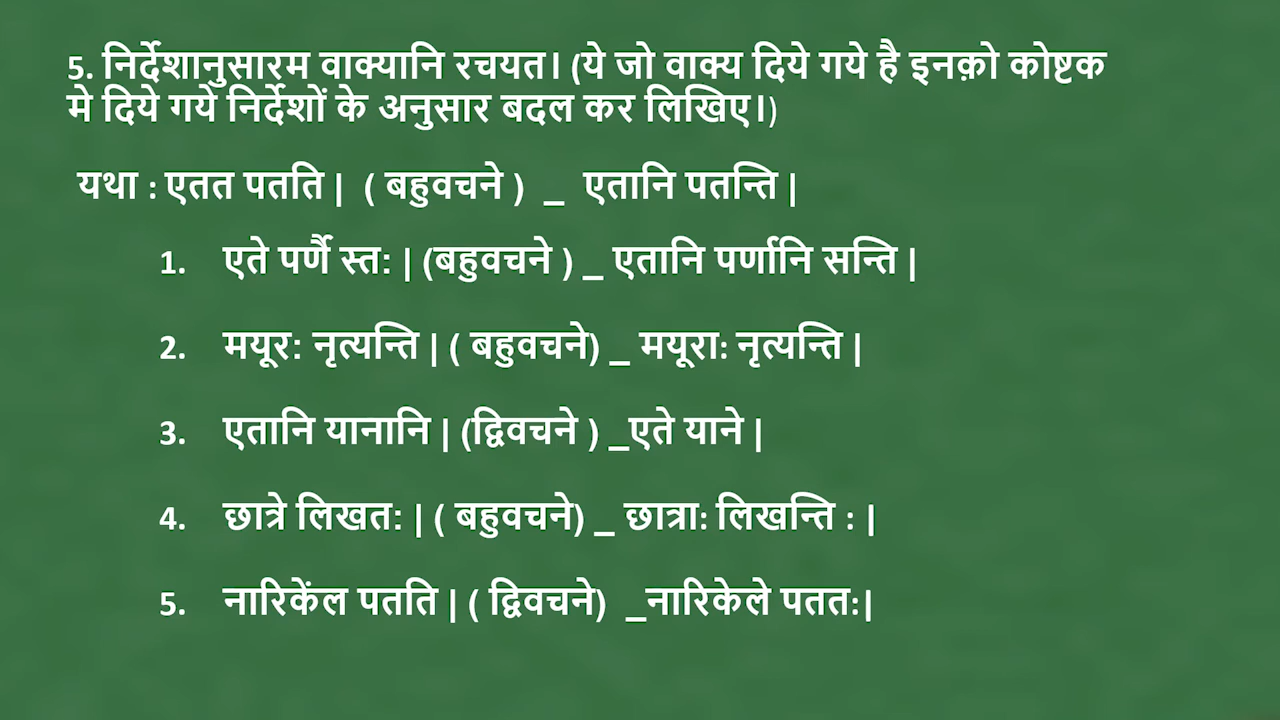 5. निर्देशानुसारम वाक्यानि रचयत। (ये जो वाक्य दिये गये है इनक़ो कोष्टक
मे दिये गये निर्देशों के अनुसार बदल कर लिखिए।)
यथा : एतत पतति | ( बहुवचने ) _ एतानि पतन्ति |
1. एते पर्णै स्त: | (बहुवचने ) _ एतानि पर्णानि सन्ति |
2. मयूर: नृत्यन्ति | ( बहुवचने) _ मयूराः नृत्यन्ति |
3. एतानि यानानि | (द्विवचने ) _एते याने |
4. छात्रे लिखत: | ( बहुवचने) _ छात्राः लिखन्ति : |
5. नारिकेंल पतति | ( द्विवचने) _नारिकेले पततः|